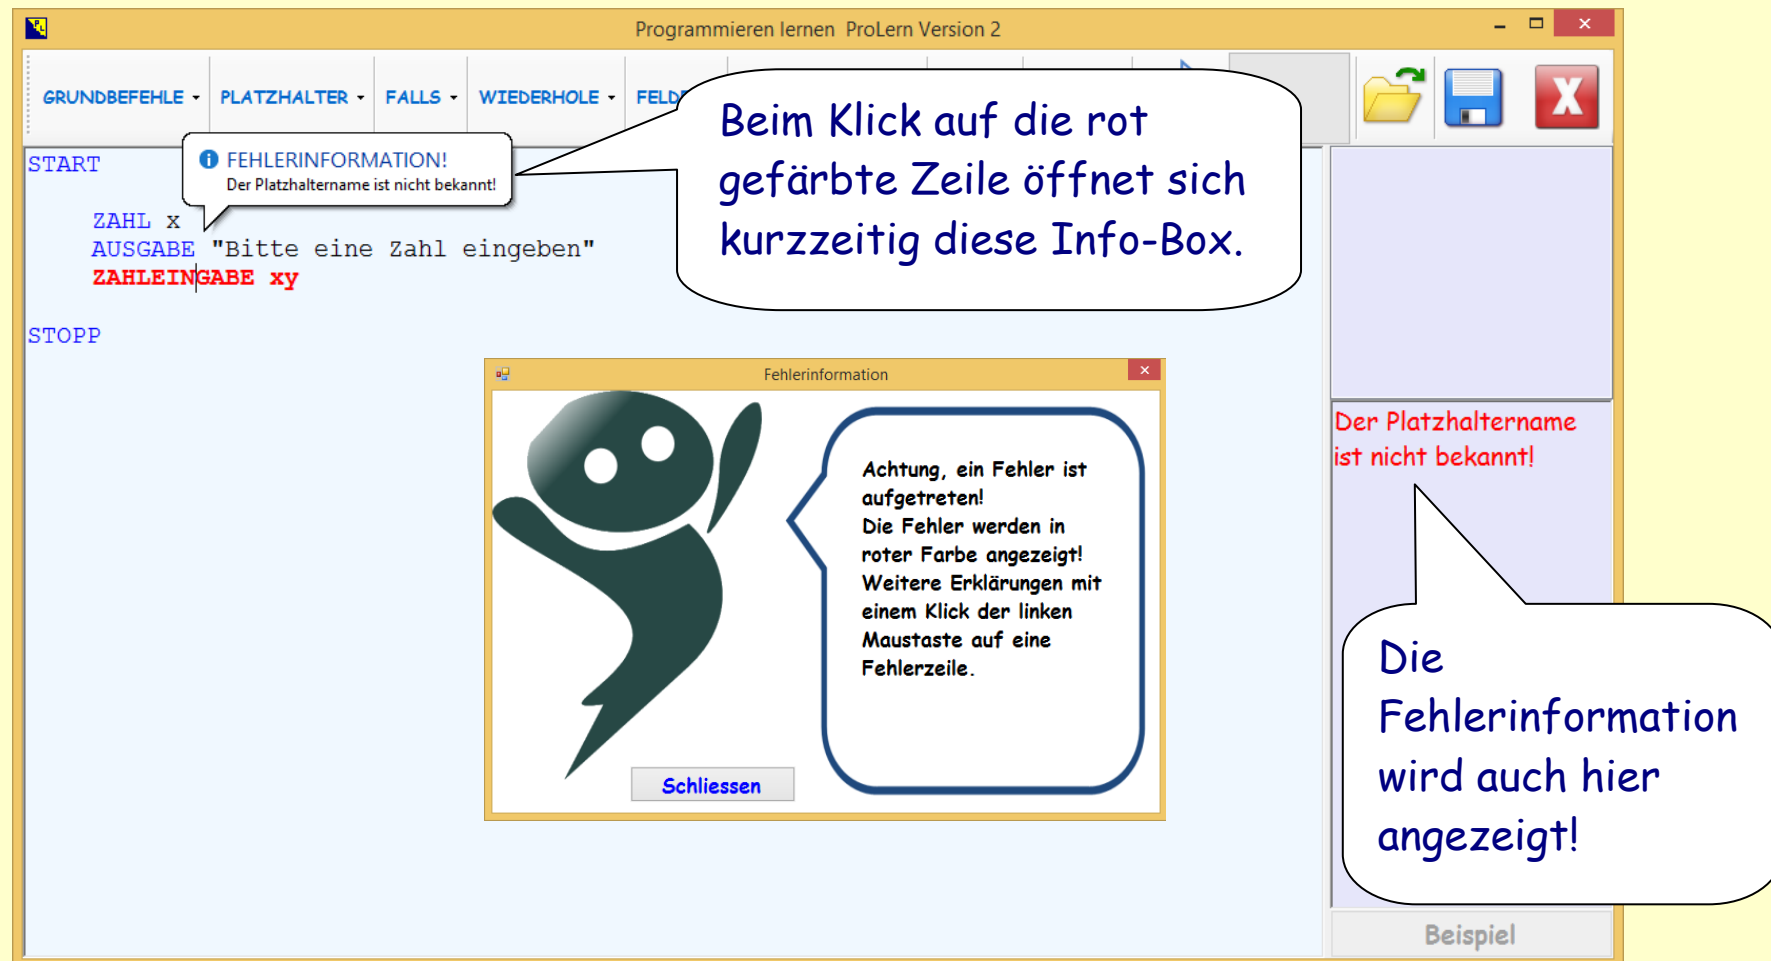 Programmieren lernen ProLern Version 2
GRUNDBEFEHLE
PLATZHALTER
FALLS
WIEDERHOLE
Beim Klick auf die rot
gefärbte Zeile öffnet sich
kurzzeitig diese Info-Box.
FEHLERINFORMATION!
Der Platzhaltername ist nicht bekannt!
START
ZAHL x
AUSGABE "Bitte eine Zahl eingeben"
ZAHLEINGABE xy
STOPP
Fehlerinformation
Achtung, ein Fehler ist
aufgetreten!
Die Fehler werden in
roter Farbe angezeigt!
Weitere Erklärungen mit
einem Klick der linken
Maustaste auf eine
Fehlerzeile.
Schliessen
Der Platzhaltername
ist nicht bekannt!
Die
Fehlerinformation
wird auch hier
angezeigt!
Beispiel